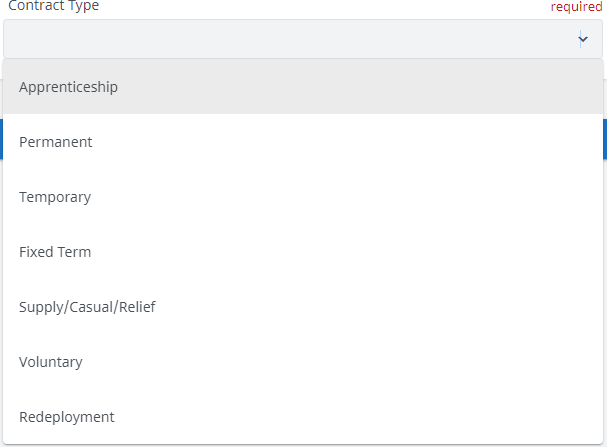 Contract Type
required
Apprenticeship
Permanent
Temporary
Fixed Term
Supply/Casual/Relief
Voluntary
Redeployment